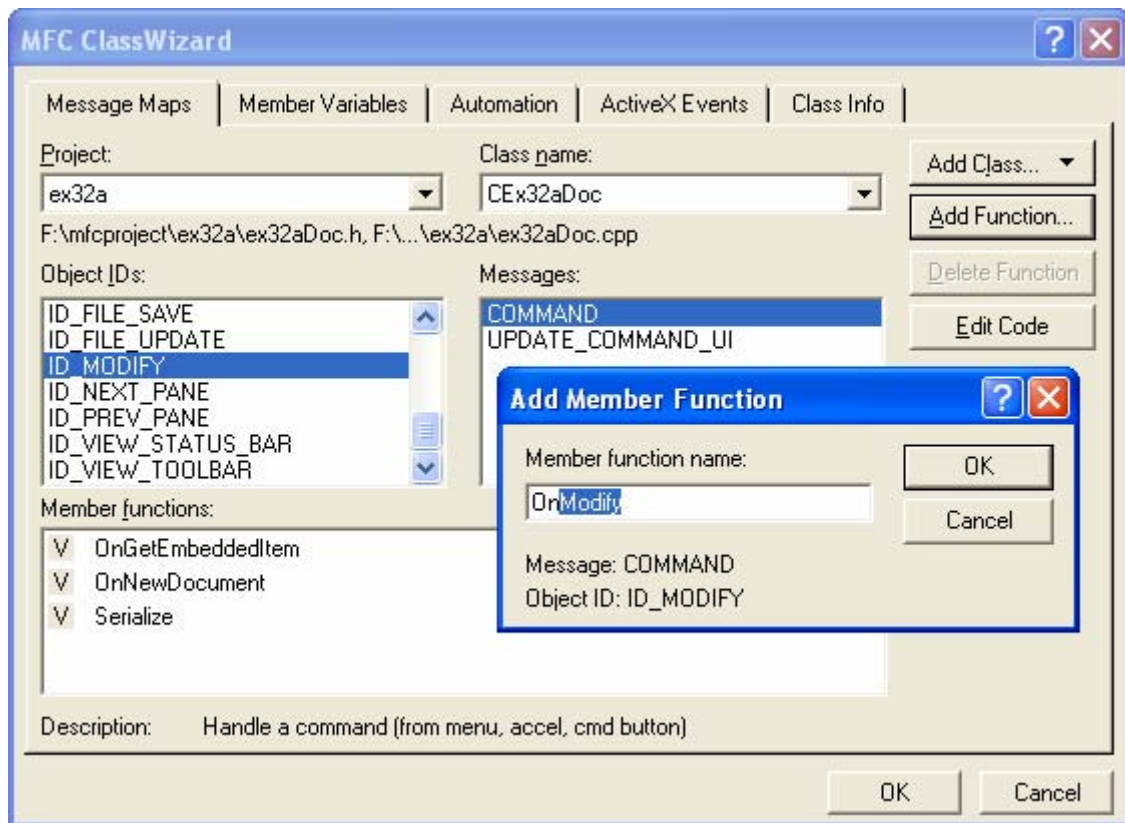 MFC ClassWizard
Message Maps
Member Variables
Automation
ActiveX Events
Class Info
Project:
Class name:
Add Class...
ex32a
CEx32aDoc
Add Function...
F:\mfcproject\ex32a\ex32aDoc.h, F:\...\ex32a\ex32aDoc.cpp
Object IDs:
Messages:
Delete Function
ID_FILE_SAVE
ID_FILE_UPDATE
ID_MODIFY
ID_NEXT_PANE
ID_PREV_PANE
ID_VIEW_STATUS_BAR
ID_VIEW_TOOLBAR
COMMAND
UPDATE_COMMAND_UI
Edit Code
Add Member Function
Member function name:
OK
OnModify
Cancel
Message: COMMAND
Object ID: ID_MODIFY
Member functions:
V OnGetEmbeddedItem
V OnNewDocument
V Serialize
Description: Handle a command (from menu, accel, cmd button)
OK
Cancel